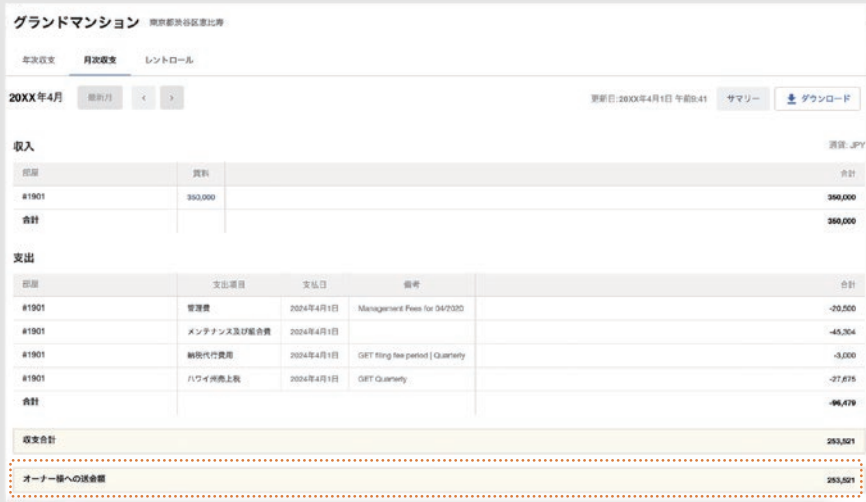 グランドマンション 東京都渋谷区恵比寿
年次収支 月次収支 レントロール
20XX年4月 最新月 < > 更新日:20XX年4月1日 午前9:41 サマリー ダウンロード
収入 通貨: JPY
部屋 賃料 合計
#1901 350,000 350,000
合計 350,000
支出
部屋 支出項目 支払日 備考 合計
#1901 管理費 2024年4月1日 Management Fees for 04/2020 -20,500
#1901 メンテナンス及び組合費 2024年4月1日 -45,304
#1901 納税代行費用 2024年4月1日 GET filing fee period | Quarterly -3,000
#1901 ハワイ州売上税 2024年4月1日 GET Quarterly -27,675
合計 -96,479
収支合計 253,521
オーナー様への送金額 253,521